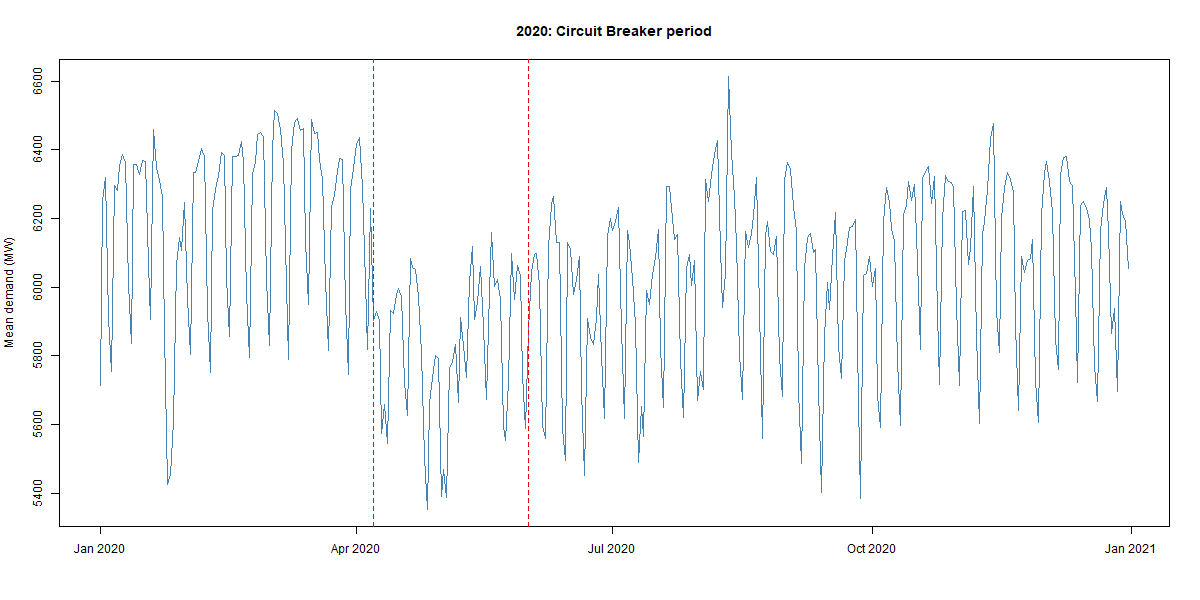 2020: Circuit Breaker period
Mean demand (MW)
6600
6400
6200
6000
5800
5600
5400
Jan 2020
Apr 2020
Jul 2020
Oct 2020
Jan 2021